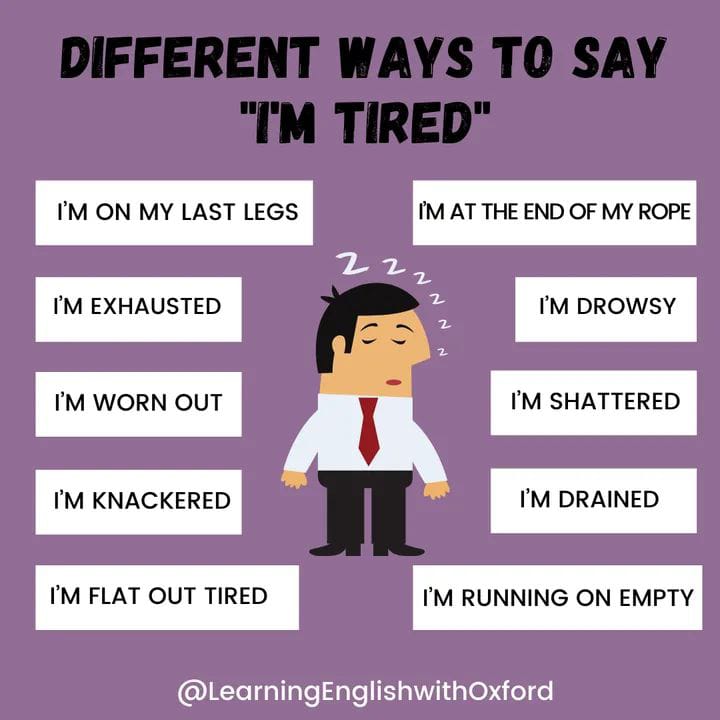 DIFFERENT WAYS TO SAY
"I'M TIRED"
I'M ON MY LAST LEGS
I'M AT THE END OF MY ROPE
I'M EXHAUSTED
I'M DROWSY
I'M WORN OUT
I'M SHATTERED
I'M KNACKERED
I'M DRAINED
I'M FLAT OUT TIRED
I'M RUNNING ON EMPTY
Z Z Z Z Z Z
@LearningEnglishwithOxford